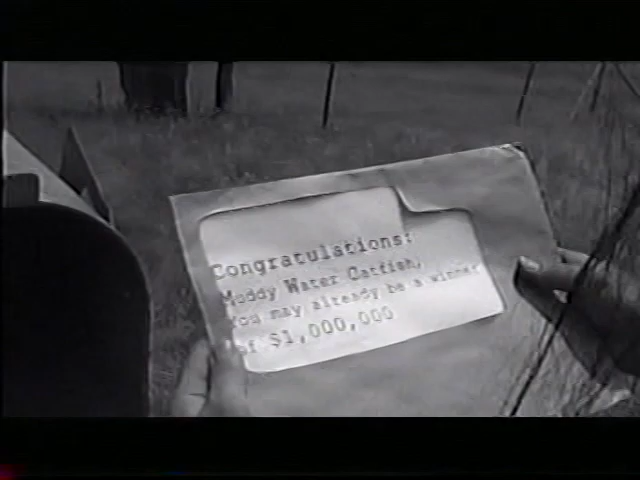 Congratulations:
Muddy Water Catfish,
You may already be a winner
of $1,000,000